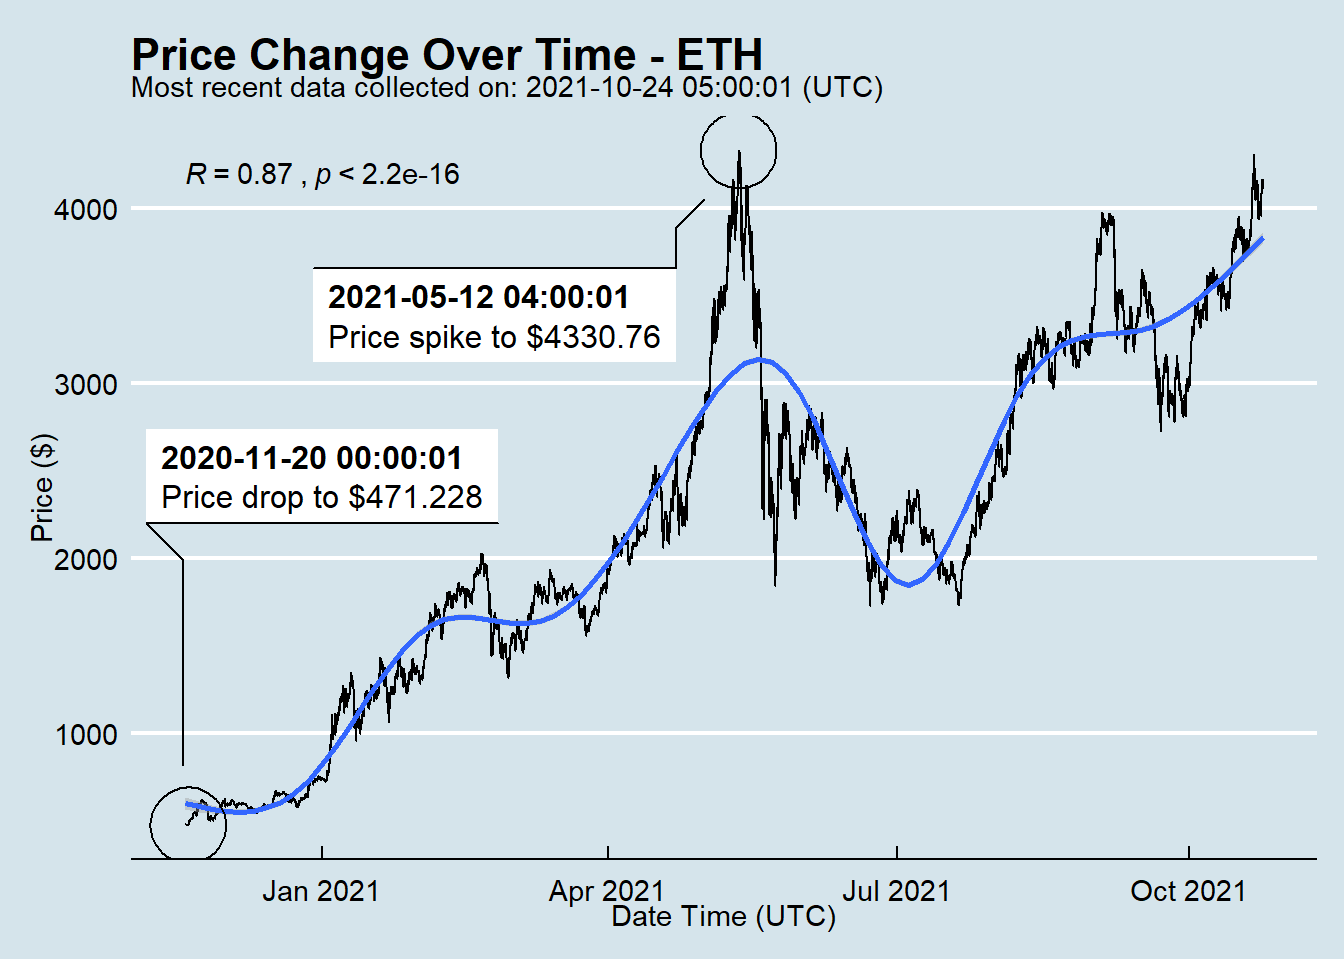 Price Change Over Time - ETH
Most recent data collected on: 2021-10-24 05:00:01 (UTC)
R = 0.87 , p < 2.2e-16
4000
2021-05-12 04:00:01
Price spike to $4330.76
3000
2020-11-20 00:00:01
Price drop to $471.228
Price ($)
2000
1000
Jan 2021 Apr 2021 Jul 2021 Oct 2021
Date Time (UTC)